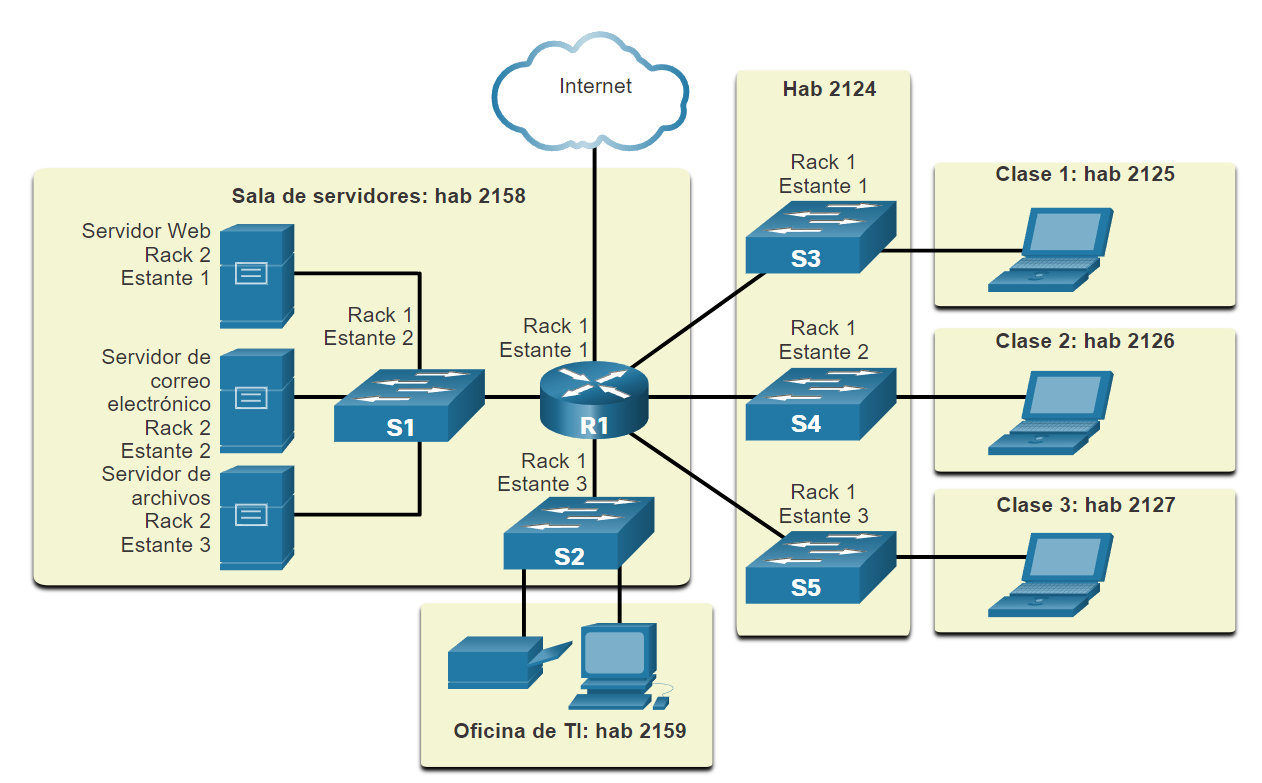 Internet
Sala de servidores: hab 2158
Servidor Web
Rack 2
Estante 1
Servidor de
correo
electrónico
Rack 2
Estante 2
Servidor de
archivos
Rack 2
Estante 3
Rack 1
Estante 2
S1
Rack 1
Estante 1
R1
Rack 1
Estante 3
S2
Oficina de TI: hab 2159
Hab 2124
Rack 1
Estante 1
S3
Rack 1
Estante 2
S4
Rack 1
Estante 3
S5
Clase 1: hab 2125
Clase 2: hab 2126
Clase 3: hab 2127